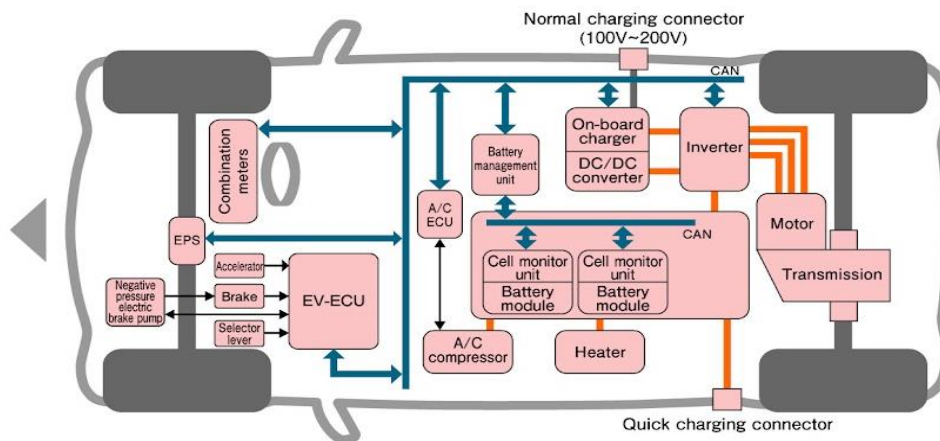 Normal charging connector
(100V~200V)
CAN
Combination
meters
Battery
management
unit
On-board
charger
DC/DC
converter
Inverter
A/C
ECU
EPS
CAN
Motor
Accelerator
Cell monitor
unit
Battery
module
Cell monitor
unit
Battery
module
Transmission
Negative
pressure
electric
brake pump
Brake
EV-ECU
Selector
lever
A/C
compressor
Heater
Quick charging connector